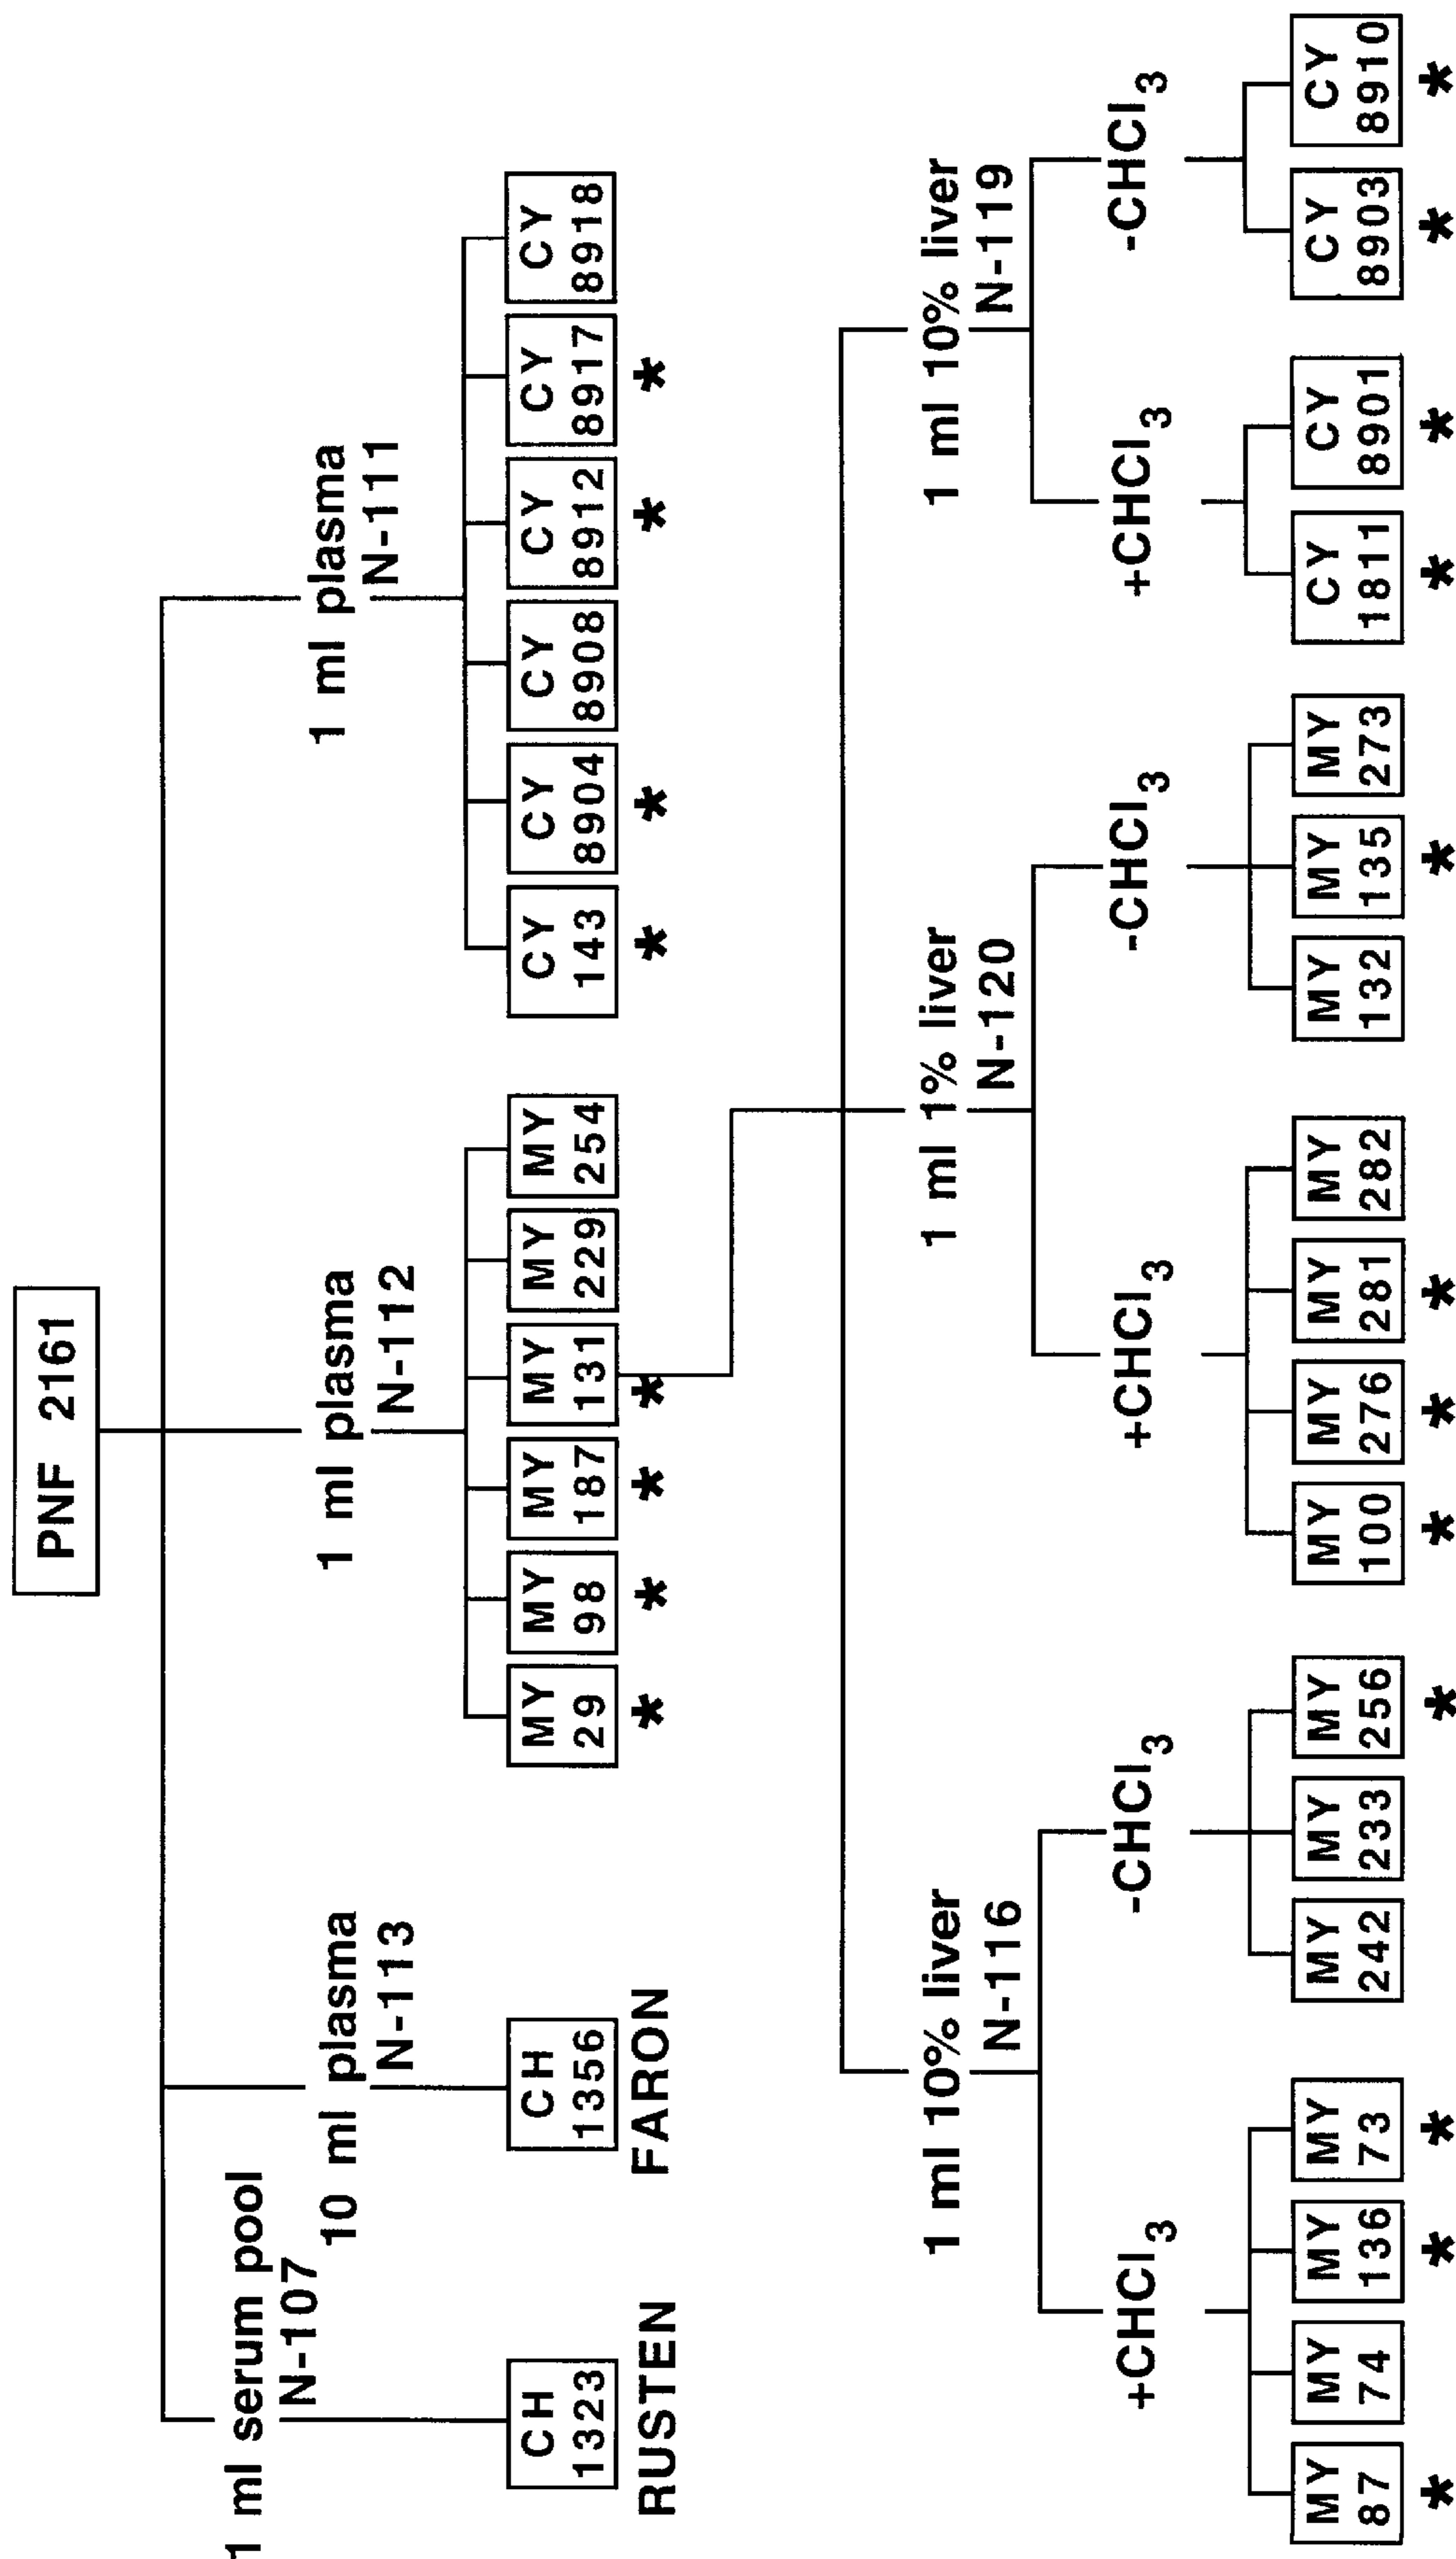 PNF 2161
1 ml serum pool
N-107
10 ml plasma
N-113
1 ml plasma
N-112
1 ml plasma
N-111
CH
1323
RUSTEN
CH
1356
FARON
MY
29
*
MY
98
*
MY
187
*
MY
131
*
MY
229
MY
254
CY
143
*
CY
8904
*
CY
8908
CY
8912
*
CY
8917
*
CY
8918
1 ml 10% liver
N-116
1 ml 1% liver
N-120
1 ml 10% liver
N-119
+CHCl3
-CHCl3
+CHCl3
-CHCl3
+CHCl3
-CHCl3
MY
87
*
MY
74
MY
136
*
MY
73
*
MY
242
MY
233
MY
256
*
MY
100
*
MY
276
*
MY
281
*
MY
282
MY
132
MY
135
*
MY
273
CY
1811
*
CY
8901
*
CY
8903
*
CY
8910
*